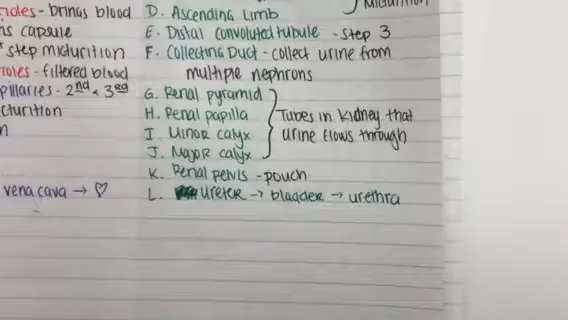 Micturition
rioles - brings blood D. Ascending Limb
ns capsule E. Distal convoluted tubule - step 3
step micturition F. Collecting Duct - collect urine from
rioles - filtered blood multiple nephrons
pillaries - 2nd & 3rd G. Renal pyramid
cturition H. Renal papilla Tubes in kidney that
n I. Minor calyx urine flows through
J. Major calyx
K. Renal pelvis - pouch
vena cava → ♡ L. ureter → bladder → urethra